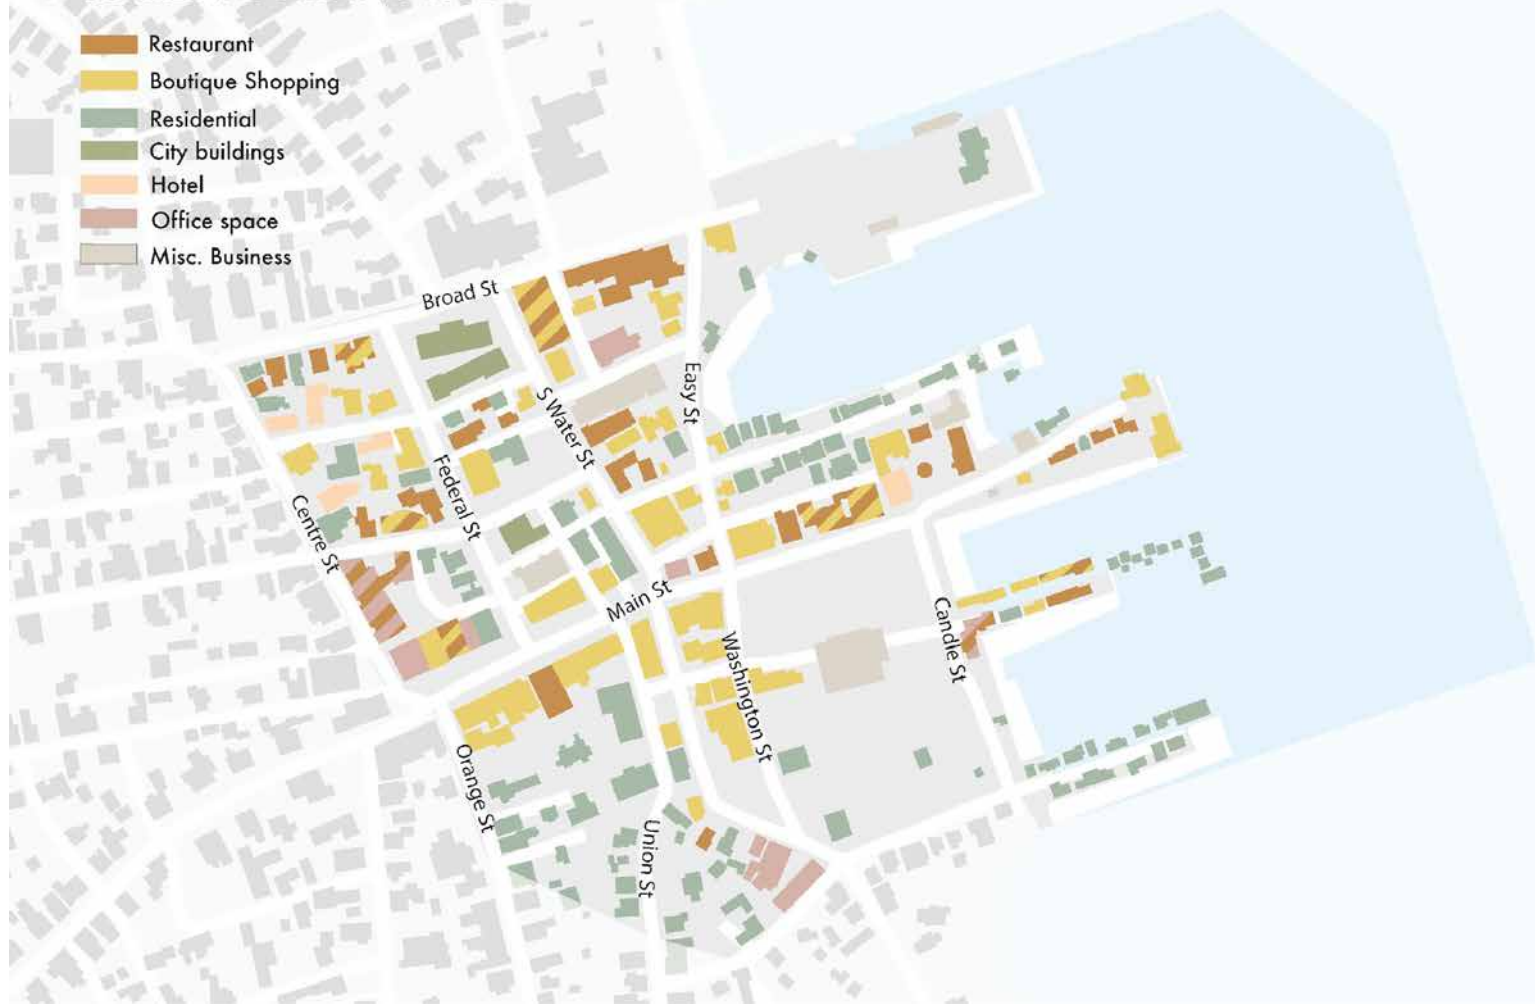 Restaurant
Boutique Shopping
Residential
City buildings
Hotel
Office space
Misc. Business
Broad St
Easy St
S Water St
Federal St
Centre St
Main St
Candle St
Washington St
Orange St
Union St